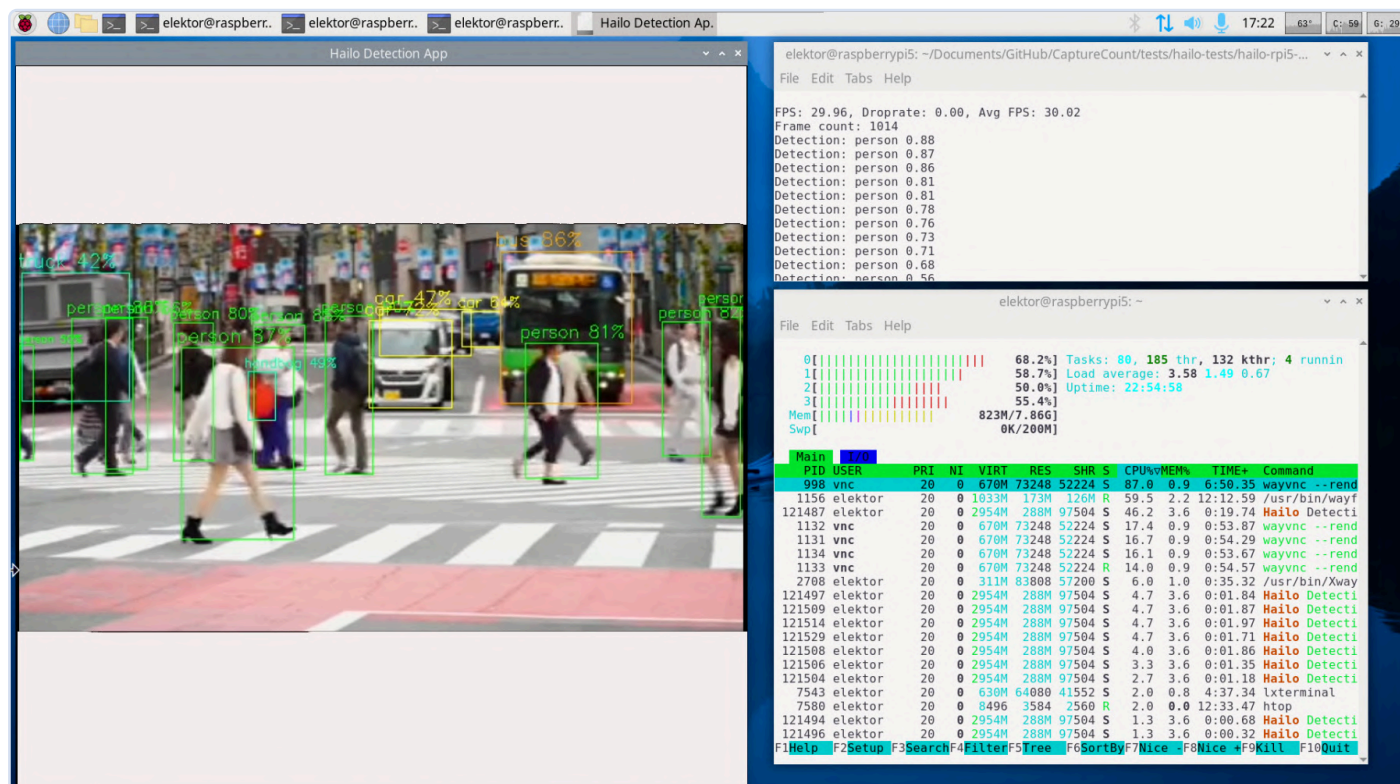 elektor@raspberr.. elektor@raspberr.. elektor@raspberr.. Hailo Detection Ap. 17:22 63° C: 59 G: 29
Hailo Detection App
truck 42%
bus 86%
car 47%
car 64%
person 80%
person 87%
handbag 49%
person 81%
person
elektor@raspberrypi5: ~/Documents/GitHub/CaptureCount/tests/hailo-tests/hailo-rpi5-...
File Edit Tabs Help
FPS: 29.96, Droprate: 0.00, Avg FPS: 30.02
Frame count: 1014
Detection: person 0.88
Detection: person 0.87
Detection: person 0.86
Detection: person 0.81
Detection: person 0.81
Detection: person 0.78
Detection: person 0.76
Detection: person 0.73
Detection: person 0.71
Detection: person 0.68
Detection: person 0.56
elektor@raspberrypi5: ~
File Edit Tabs Help
0[ 68.2%] Tasks: 80, 185 thr, 132 kthr; 4 runnin
1[ 58.7%] Load average: 3.58 1.49 0.67
2[ 50.0%] Uptime: 22:54:58
3[ 55.4%]
Mem[ 823M/7.86G]
Swp[ 0K/200M]
Main I/O
PID USER PRI NI VIRT RES SHR S CPU%▽MEM% TIME+ Command
998 vnc 20 0 670M 73248 52224 S 87.0 0.9 6:50.35 wayvnc --rend
1156 elektor 20 0 1033M 173M 126M R 59.5 2.2 12:12.59 /usr/bin/wayf
121487 elektor 20 0 2954M 288M 97504 S 46.2 3.6 0:19.74 Hailo Detecti
1132 vnc 20 0 670M 73248 52224 S 17.4 0.9 0:53.87 wayvnc --rend
1131 vnc 20 0 670M 73248 52224 S 16.7 0.9 0:54.29 wayvnc --rend
1134 vnc 20 0 670M 73248 52224 S 16.1 0.9 0:53.67 wayvnc --rend
1133 vnc 20 0 670M 73248 52224 R 14.0 0.9 0:54.57 wayvnc --rend
2708 elektor 20 0 311M 83808 57200 S 6.0 1.0 0:35.32 /usr/bin/Xway
121497 elektor 20 0 2954M 288M 97504 S 4.7 3.6 0:01.84 Hailo Detecti
121509 elektor 20 0 2954M 288M 97504 S 4.7 3.6 0:01.87 Hailo Detecti
121514 elektor 20 0 2954M 288M 97504 S 4.7 3.6 0:01.97 Hailo Detecti
121529 elektor 20 0 2954M 288M 97504 S 4.7 3.6 0:01.71 Hailo Detecti
121508 elektor 20 0 2954M 288M 97504 S 4.0 3.6 0:01.86 Hailo Detecti
121506 elektor 20 0 2954M 288M 97504 S 3.3 3.6 0:01.35 Hailo Detecti
121504 elektor 20 0 2954M 288M 97504 S 2.7 3.6 0:01.18 Hailo Detecti
7543 elektor 20 0 630M 64080 41552 S 2.0 0.8 4:37.34 lxterminal
7580 elektor 20 0 8496 3584 2560 R 2.0 0.0 12:33.47 htop
121494 elektor 20 0 2954M 288M 97504 S 1.3 3.6 0:00.68 Hailo Detecti
121496 elektor 20 0 2954M 288M 97504 S 1.3 3.6 0:00.32 Hailo Detecti
F1Help F2Setup F3SearchF4FilterF5Tree F6SortByF7Nice -F8Nice +F9Kill F10Quit